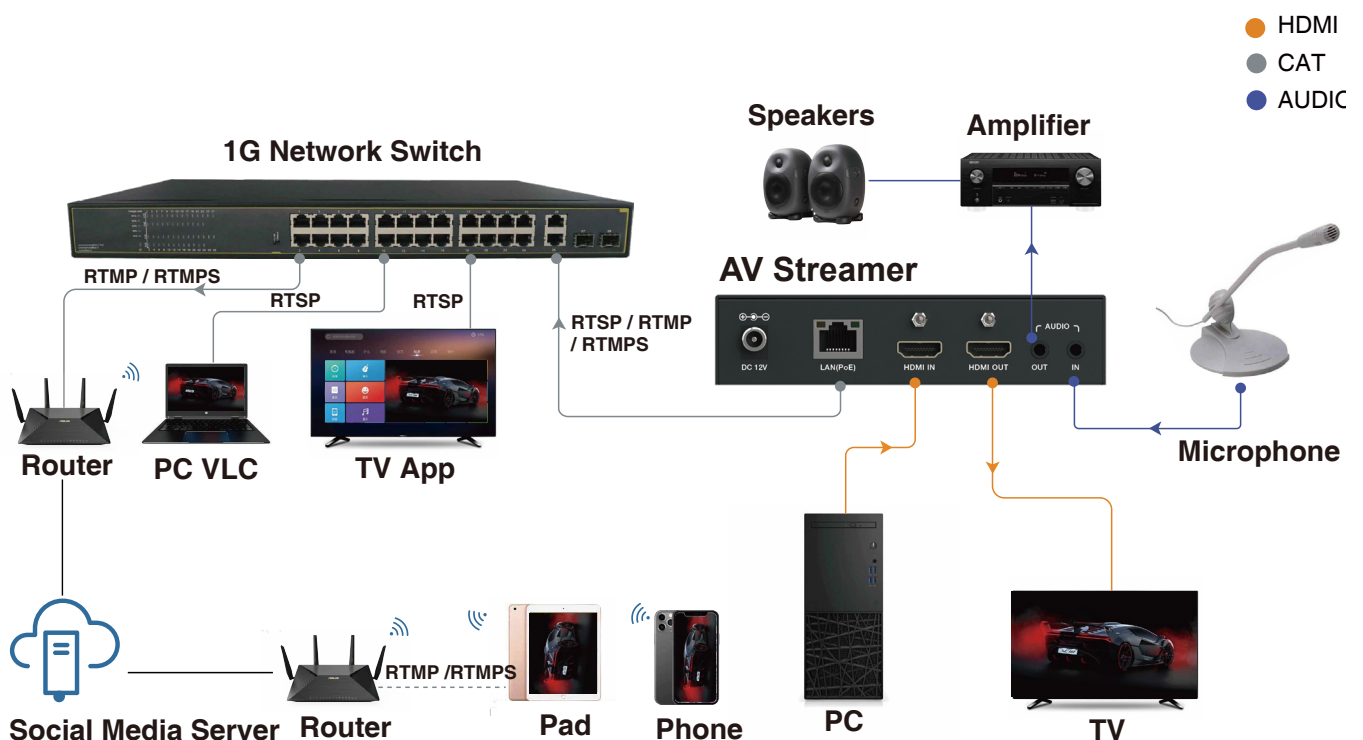 HDMI
CAT
AUDIO
Speakers
Amplifier
1G Network Switch
AV Streamer
RTMP / RTMPS
RTSP
RTSP
RTSP / RTMP
/ RTMPS
AUDIO
DC 12V
LAN(PoE)
HDMI IN
HDMI OUT
OUT
IN
Router
PC VLC
TV App
Microphone
RTMP /RTMPS
Social Media Server
Router
Pad
Phone
PC
TV